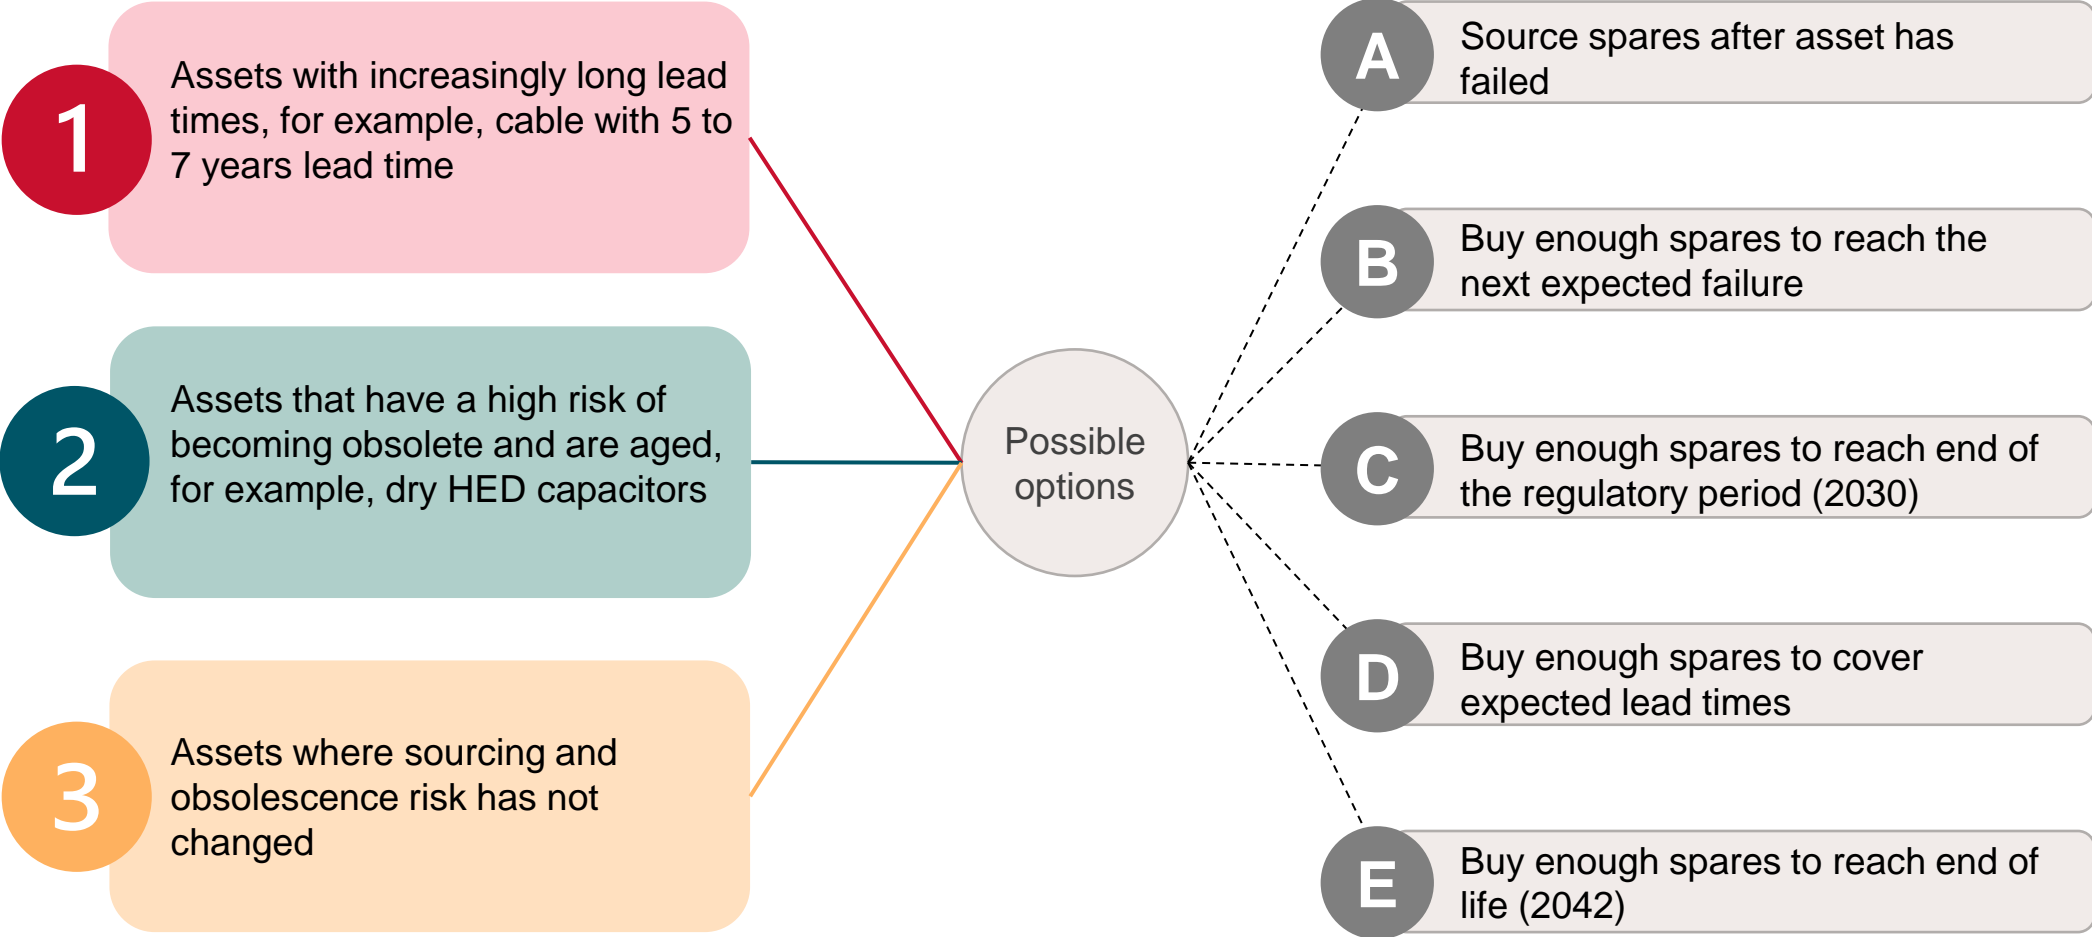 1
Assets with increasingly long lead
times, for example, cable with 5 to
7 years lead time
2
Assets that have a high risk of
becoming obsolete and are aged,
for example, dry HED capacitors
3
Assets where sourcing and
obsolescence risk has not
changed
Possible
options
A
Source spares after asset has
failed
B
Buy enough spares to reach the
next expected failure
C
Buy enough spares to reach end of
the regulatory period (2030)
D
Buy enough spares to cover
expected lead times
E
Buy enough spares to reach end of
life (2042)